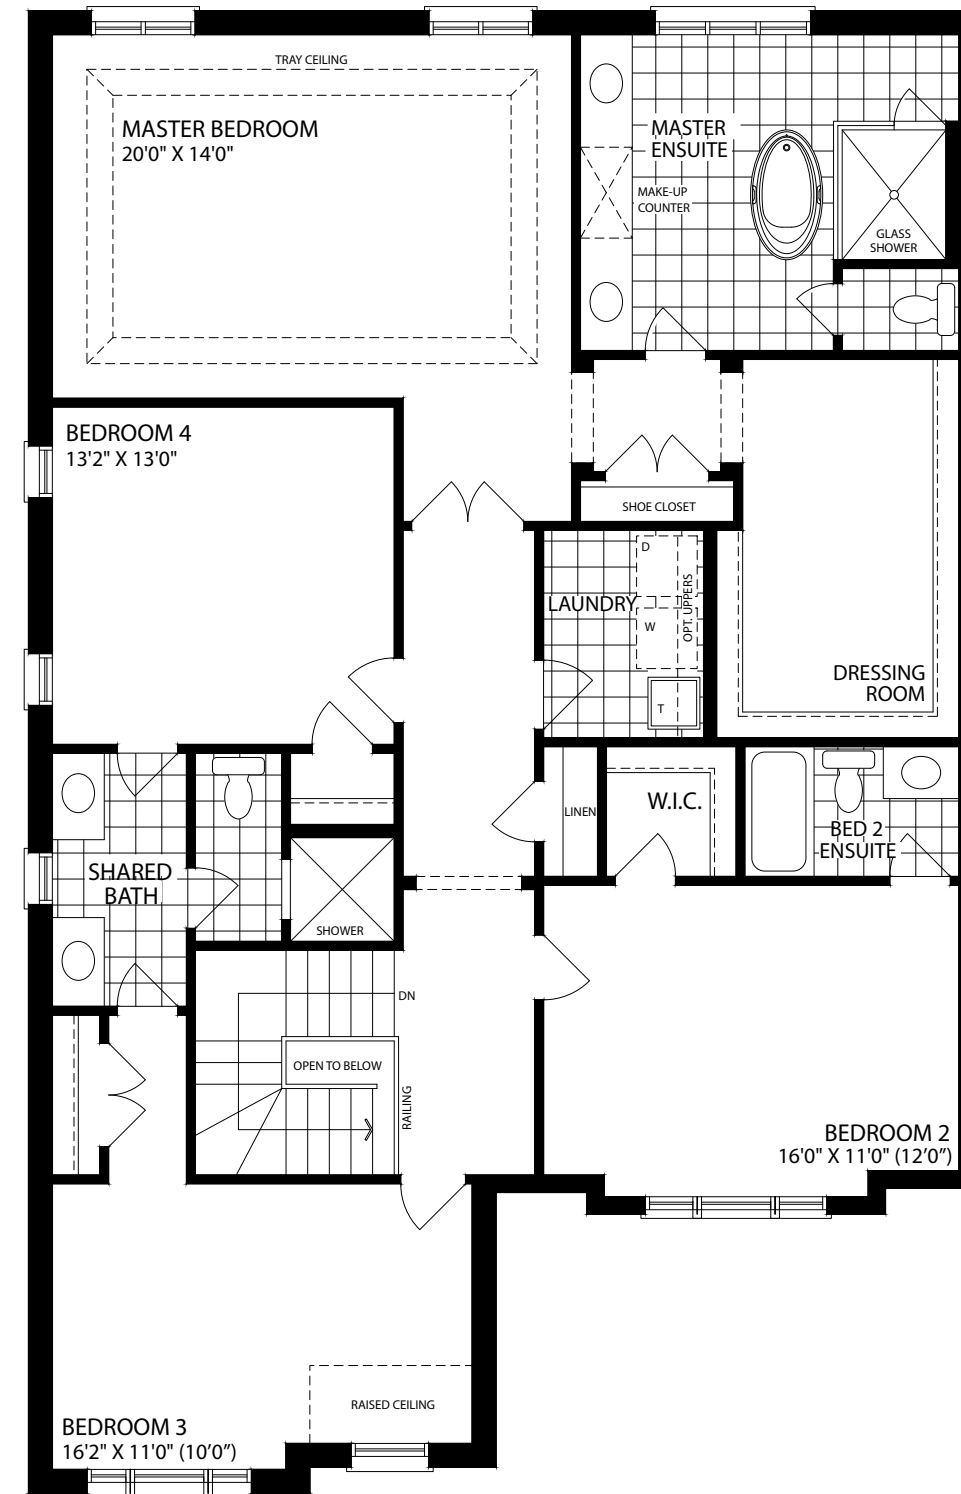 TRAY CEILING
MASTER BEDROOM
20'0" X 14'0"
MASTER
ENSUITE
MAKE-UP
COUNTER
GLASS
SHOWER
BEDROOM 4
13'2" X 13'0"
SHOE CLOSET
D
LAUNDRY
W
OPT. UPPERS
T
DRESSING
ROOM
LINEN
W.I.C.
BED 2
ENSUITE
SHARED
BATH
SHOWER
DN
OPEN TO BELOW
RAILING
BEDROOM 2
16'0" X 11'0" (12’0”)
RAISED CEILING
BEDROOM 3
16'2" X 11'0" (10’0”)